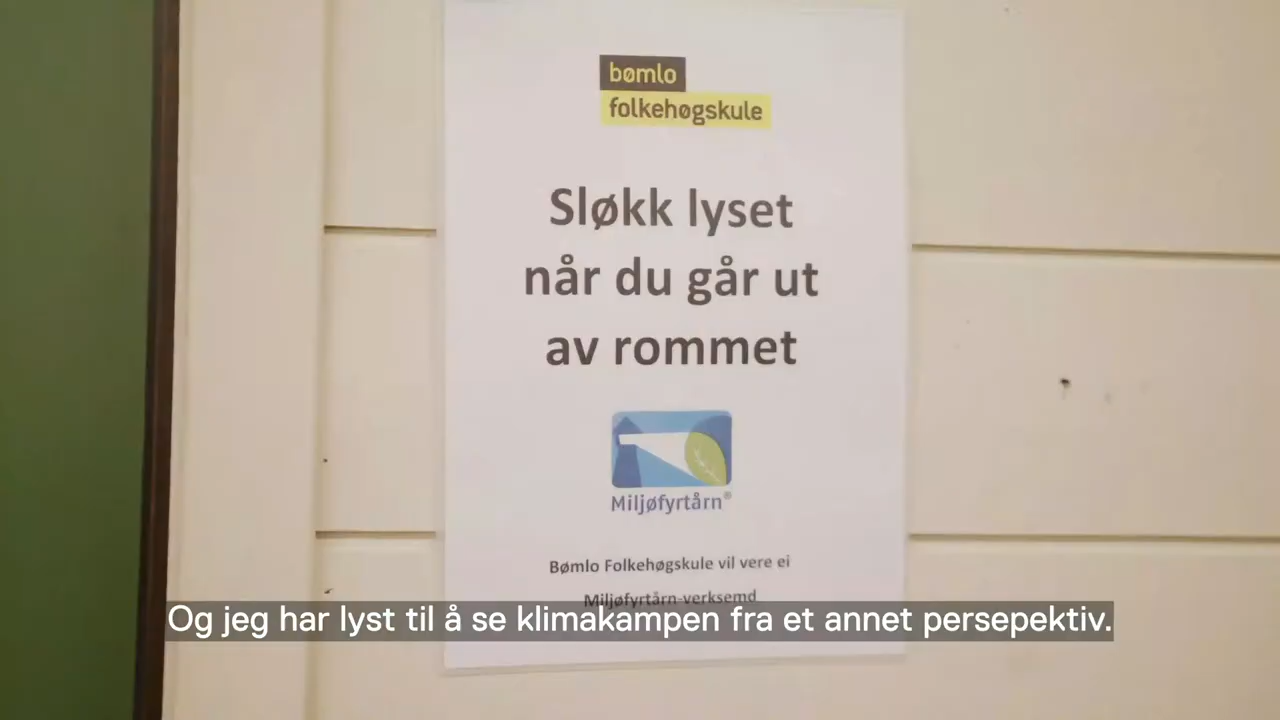 bømlo
folkehøgskule
Sløkk lyset
når du går ut
av rommet
Miljøfyrtårn®
Bømlo Folkehøgskule vil vere ei
Miljøfyrtårn-verksemd
Og jeg har lyst til å se klimakampen fra et annet persepektiv.